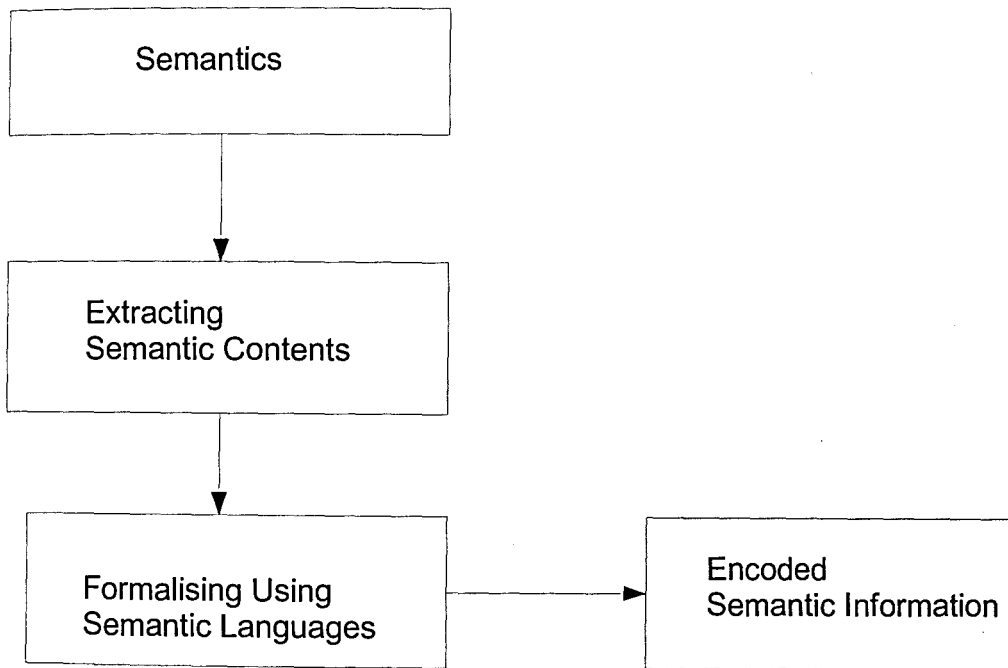 Semantics
Extracting
Semantic Contents
Formalising Using
Semantic Languages
Encoded
Semantic Information